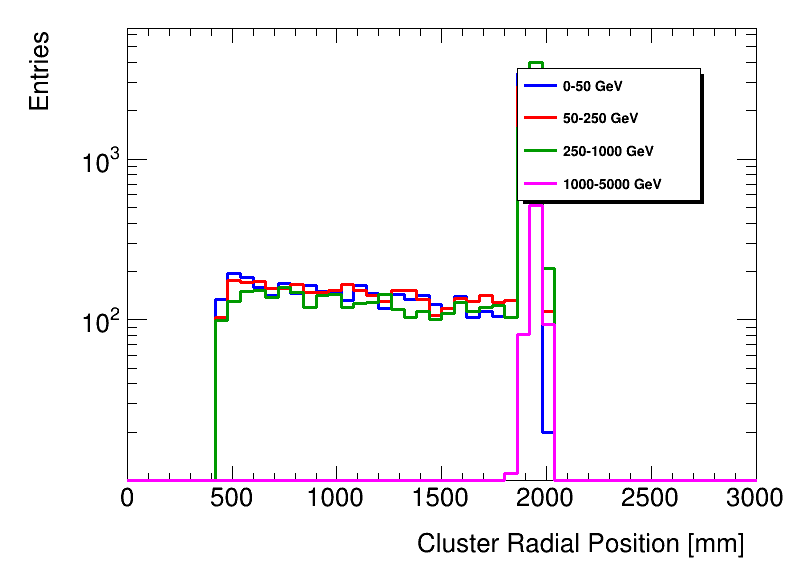 Entries
0-50 GeV
50-250 GeV
250-1000 GeV
1000-5000 GeV
10³
10²
0 500 1000 1500 2000 2500 3000
Cluster Radial Position [mm]